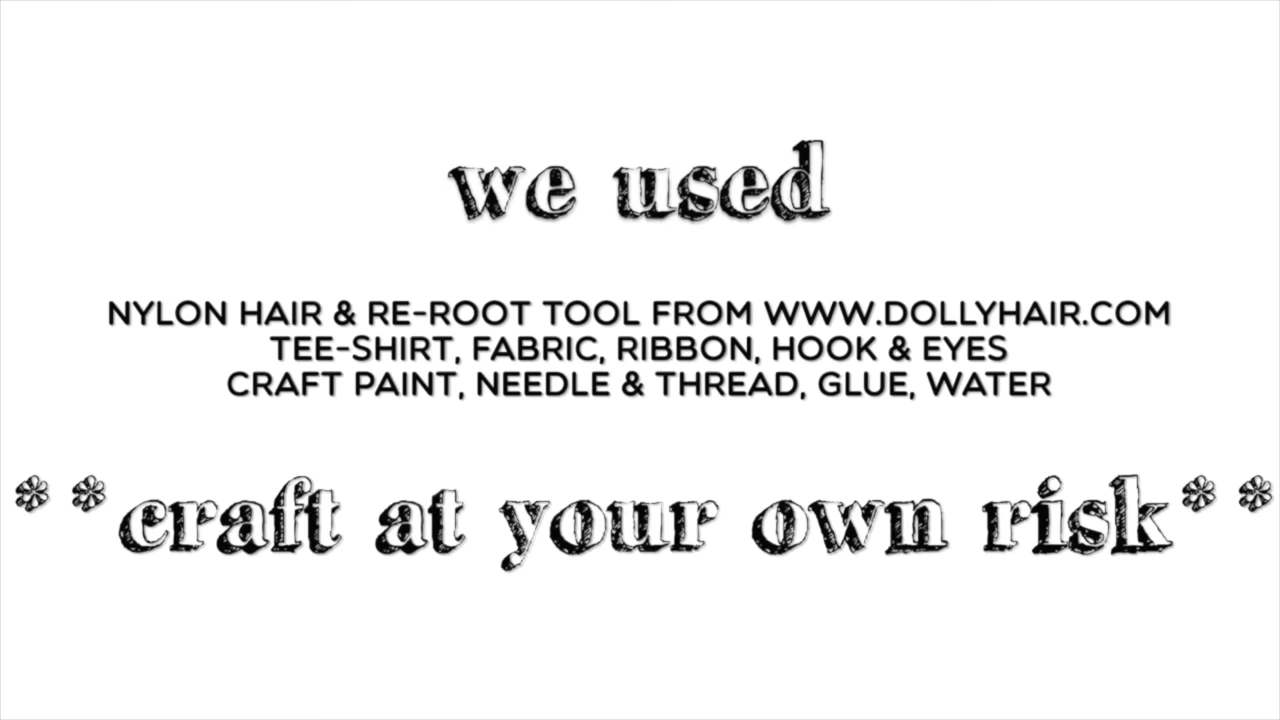 we used
NYLON HAIR & RE-ROOT TOOL FROM WWW.DOLLYHAIR.COM
TEE-SHIRT, FABRIC, RIBBON, HOOK & EYES
CRAFT PAINT, NEEDLE & THREAD, GLUE, WATER
**craft at your own risk**